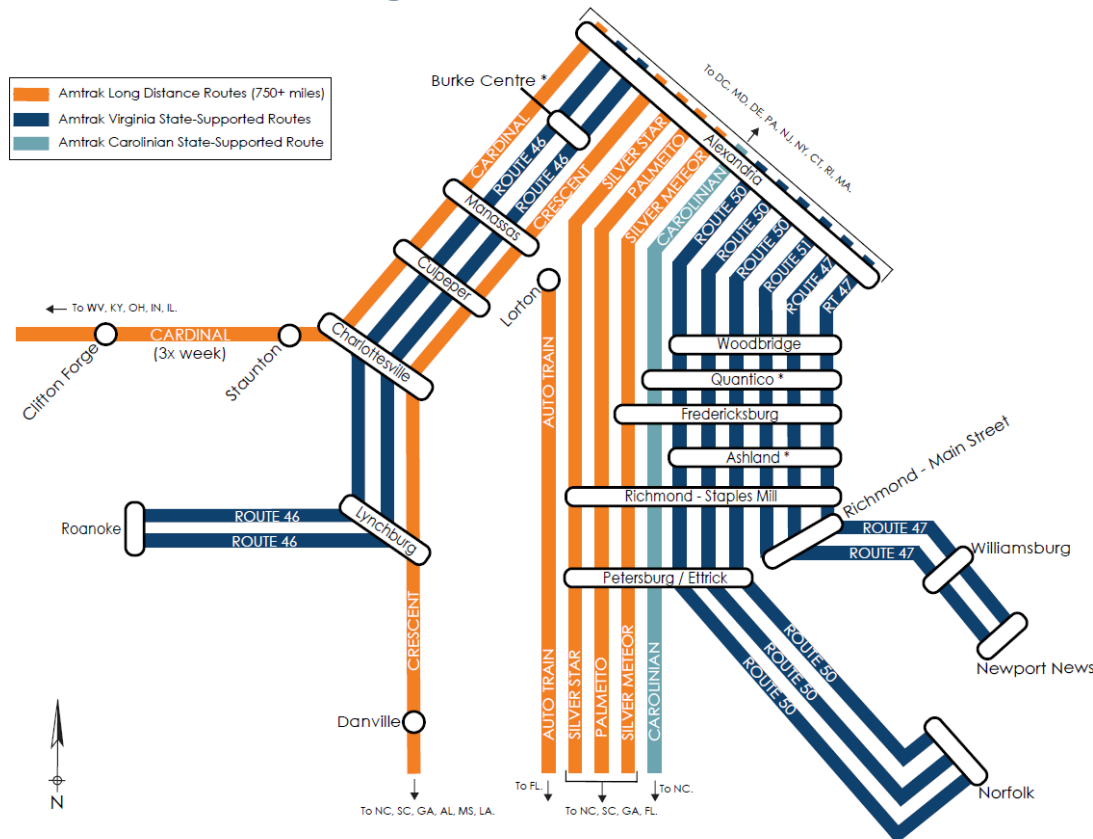 Burke Centre *
To DC, MD, DE, PA, NJ, NY, CT, RI, MA.
Amtrak Long Distance Routes (750+ miles)
Amtrak Virginia State-Supported Routes
Amtrak Carolinian State-Supported Route
Alexandria
CARDINAL
ROUTE 46
ROUTE 46
CRESCENT
SILVER STAR
PALMETTO
SILVER METEOR
CAROLINIAN
ROUTE 50
ROUTE 50
ROUTE 50
ROUTE 51
ROUTE 47
RT 47
Manassas
Culpeper
Lorton
To WV, KY, OH, IN, IL.
CARDINAL
(3x week)
Clifton Forge
Staunton
Charlottesville
Woodbridge
Quantico *
Fredericksburg
Ashland *
Richmond - Staples Mill
Richmond - Main Street
AUTO TRAIN
Roanoke
ROUTE 46
ROUTE 46
Lynchburg
ROUTE 47
ROUTE 47
Williamsburg
Petersburg / Ettrick
Newport News
CRESCENT
AUTO TRAIN
SILVER STAR
PALMETTO
SILVER METEOR
CAROLINIAN
ROUTE 50
ROUTE 50
ROUTE 50
Danville
Norfolk
N
To NC, SC, GA, AL, MS, LA.
To FL.
To NC, SC, GA, FL.
To NC.